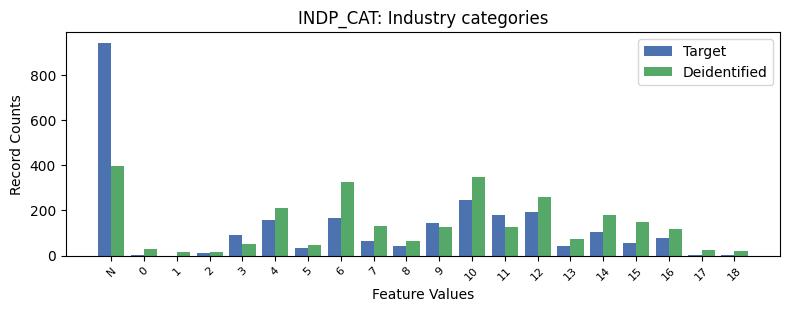 INDP_CAT: Industry categories
Target
Deidentified
Record Counts
800
600
400
200
0
N 0 1 2 3 4 5 6 7 8 9 10 11 12 13 14 15 16 17 18
Feature Values